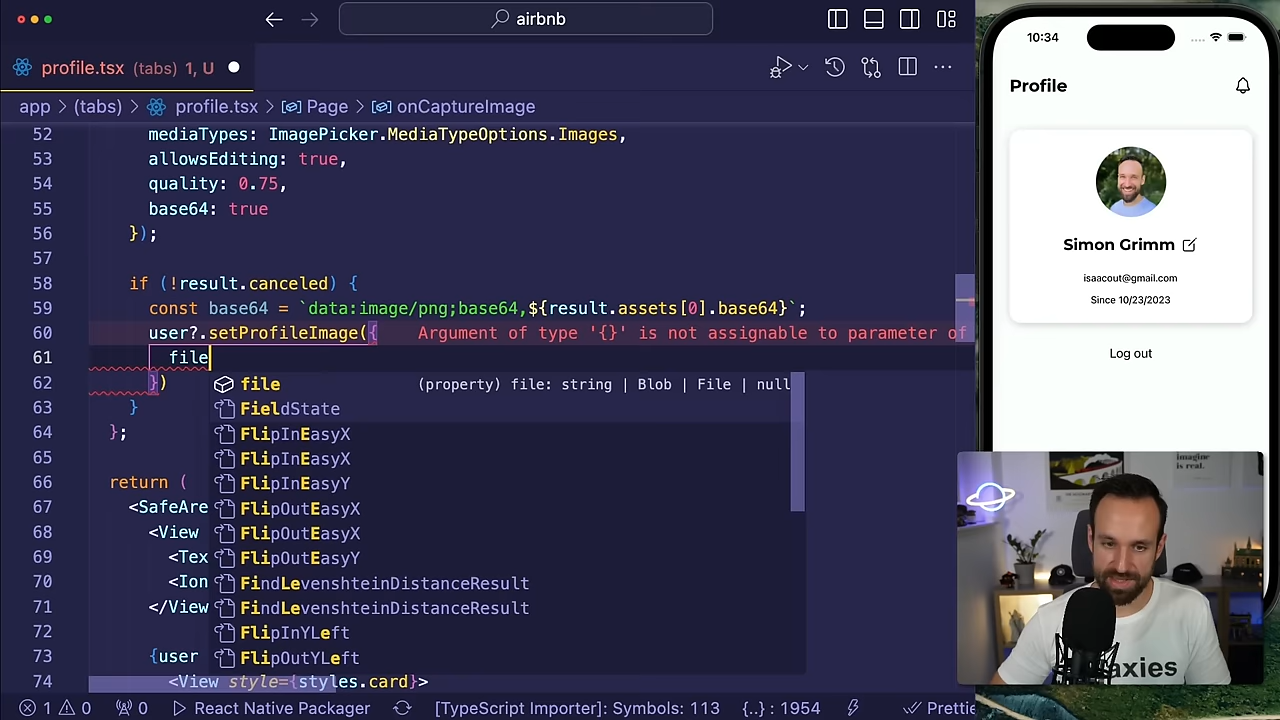 airbnb
profile.tsx (tabs) 1, U
app > (tabs) > profile.tsx > Page > onCaptureImage
52 mediaTypes: ImagePicker.MediaTypeOptions.Images,
53 allowsEditing: true,
54 quality: 0.75,
55 base64: true
56 });
57
58 if (!result.canceled) {
59 const base64 = `data:image/png;base64,${result.assets[0].base64}`;
60 user?.setProfileImage({ Argument of type '{}' is not assignable to parameter of
61 file
62 })
63 }
64 };
65
66 return (
67 <SafeAre
68 <View
69 <Tex
70 <Ion
71 </View
72
73 {user
74 <View style={styles.card}>
file (property) file: string | Blob | File | null
FieldState
FlipInEasyX
FlipInEasyX
FlipInEasyY
FlipOutEasyX
FlipOutEasyX
FlipOutEasyY
FindLevenshteinDistanceResult
FindLevenshteinDistanceResult
FlipInYLeft
FlipOutYLeft
1 0 0 React Native Packager [TypeScript Importer]: Symbols: 113 {..} : 1954 Prettie
10:34
Profile
Simon Grimm
isaacout@gmail.com
Since 10/23/2023
Log out
imagine
is real.
axies